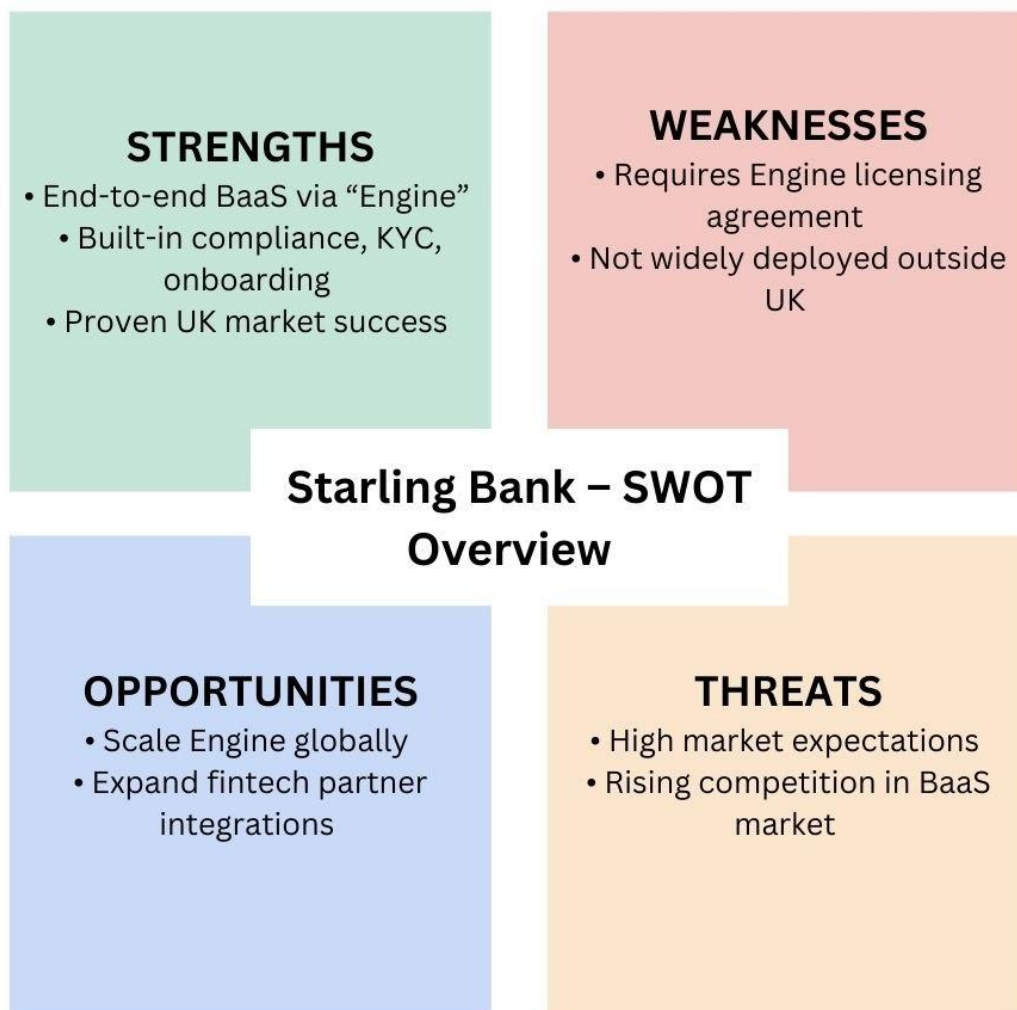 STRENGTHS
• End-to-end BaaS via “Engine”
• Built-in compliance, KYC,
onboarding
• Proven UK market success
WEAKNESSES
• Requires Engine licensing
agreement
• Not widely deployed outside
UK
Starling Bank – SWOT
Overview
OPPORTUNITIES
• Scale Engine globally
• Expand fintech partner
integrations
THREATS
• High market expectations
• Rising competition in BaaS
market